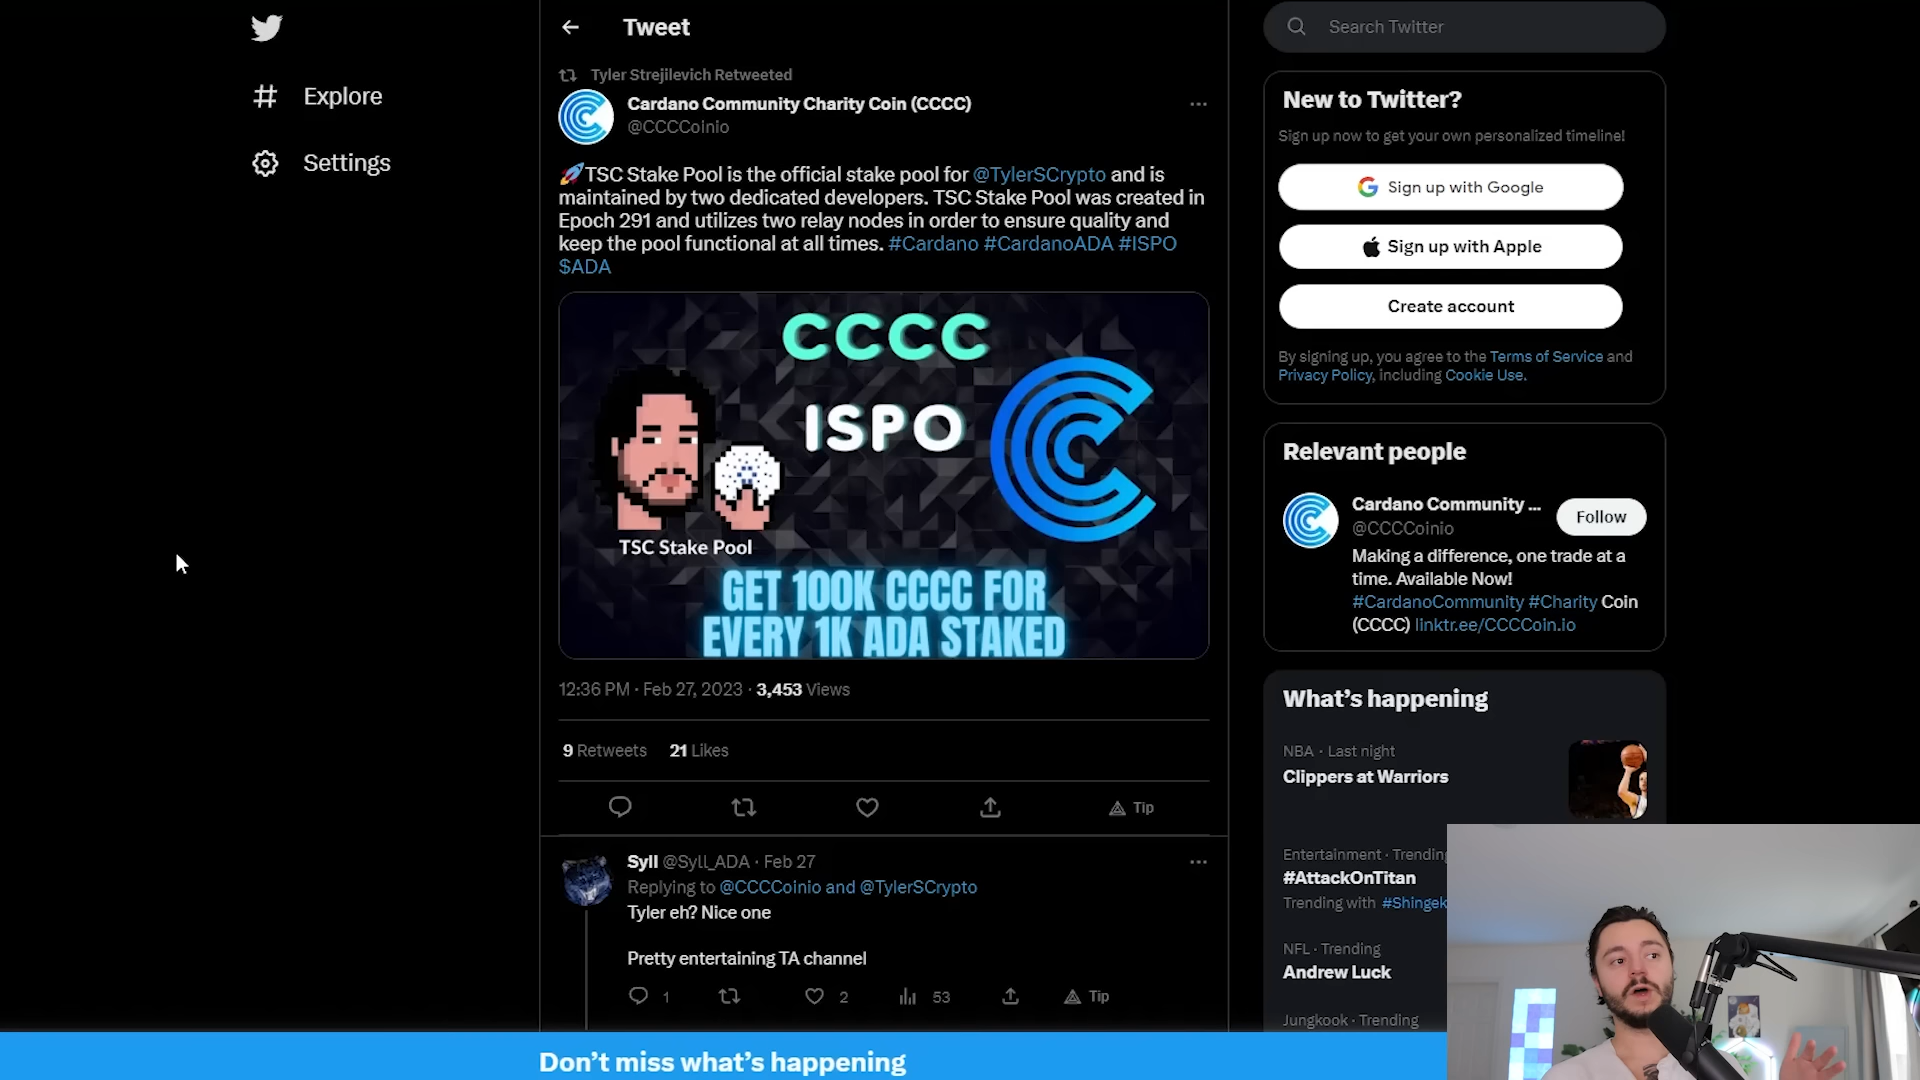 Explore
Settings
Tweet
Tyler Strejilevich Retweeted
Cardano Community Charity Coin (CCCC)
@CCCCoinio
🚀TSC Stake Pool is the official stake pool for @TylerSCrypto and is
maintained by two dedicated developers. TSC Stake Pool was created in
Epoch 291 and utilizes two relay nodes in order to ensure quality and
keep the pool functional at all times. #Cardano #CardanoADA #ISPO
$ADA
CCCC
ISPO
TSC Stake Pool
GET 100K CCCC FOR
EVERY 1K ADA STAKED
12:36 PM · Feb 27, 2023 · 3,453 Views
9 Retweets 21 Likes
Tip
Syll @Syll_ADA · Feb 27
Replying to @CCCCoinio and @TylerSCrypto
Tyler eh? Nice one
Pretty entertaining TA channel
1 2 53 Tip
Search Twitter
New to Twitter?
Sign up now to get your own personalized timeline!
Sign up with Google
Sign up with Apple
Create account
By signing up, you agree to the Terms of Service and
Privacy Policy, including Cookie Use.
Relevant people
Cardano Community ...
@CCCCoinio
Follow
Making a difference, one trade at a
time. Available Now!
#CardanoCommunity #Charity Coin
(CCCC) linktr.ee/CCCCoin.io
What's happening
NBA · Last night
Clippers at Warriors
Entertainment · Trending
#AttackOnTitan
Trending with #Shingek
NFL · Trending
Andrew Luck
Jungkook · Trending
Don't miss what's happening